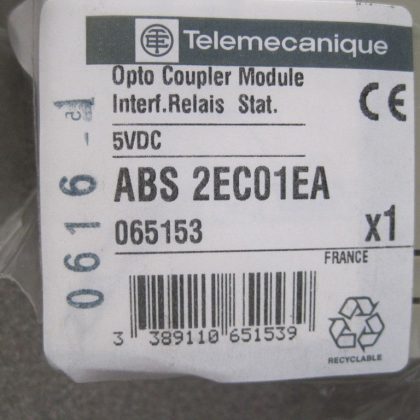 Telemecanique
Opto Coupler Module
Interf.Relais Stat.
CE
5VDC
ABS 2EC01EA
065153
x1
FRANCE
3 389110 651539
RECYCLABLE
0616 -